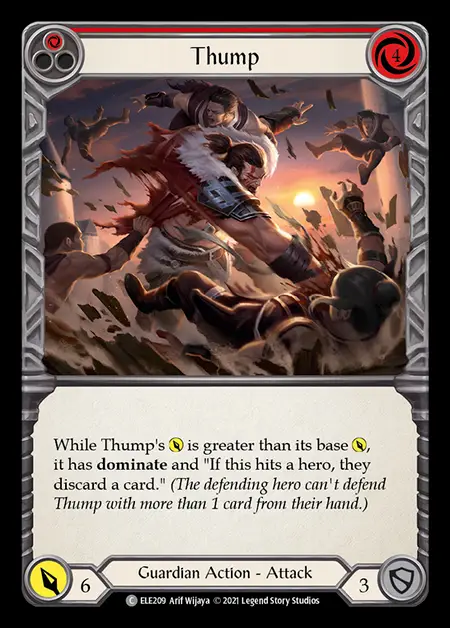 Thump
4
While Thump's is greater than its base ,
it has dominate and "If this hits a hero, they
discard a card." (The defending hero can't defend
Thump with more than 1 card from their hand.)
6
Guardian Action - Attack
3
C ELE209 Arif Wijaya © 2021 Legend Story Studios